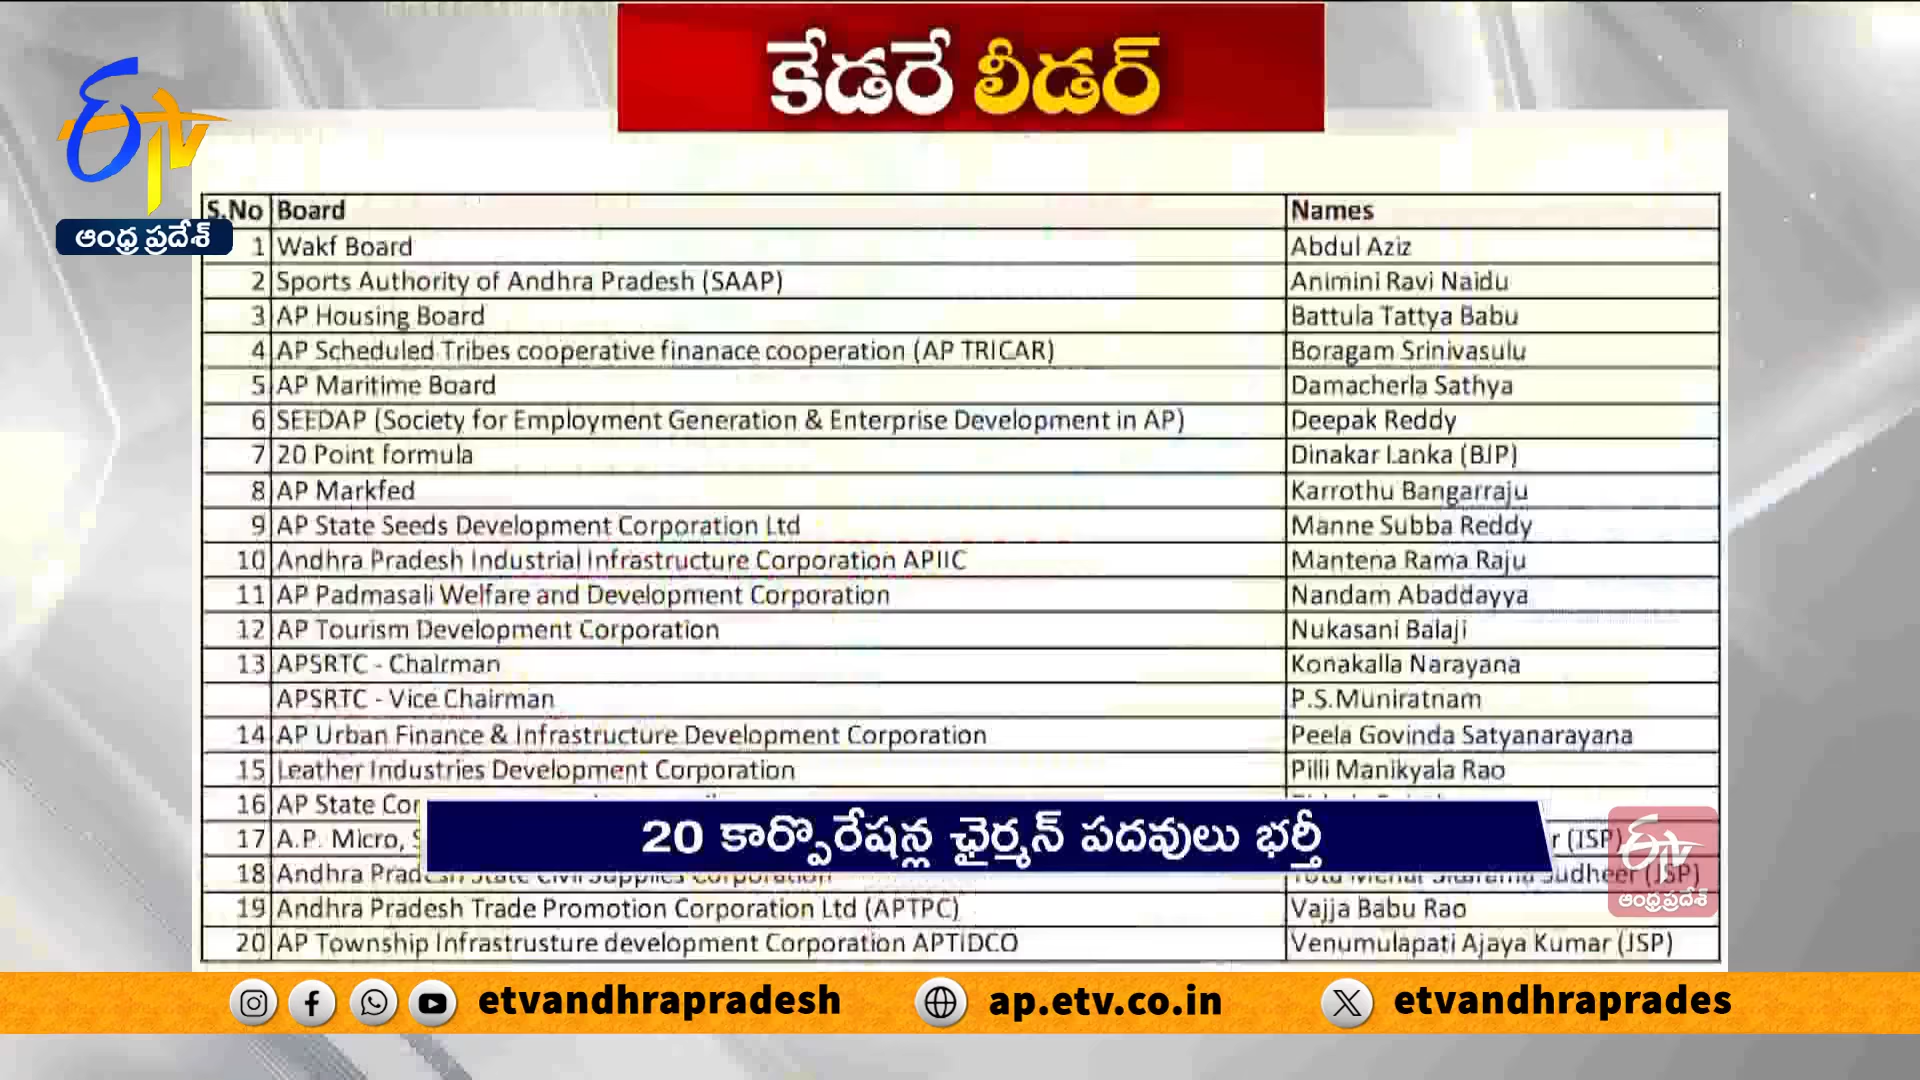 కేడరే లీడర్
ETV
ఆంధ్ర ప్రదేశ్
S.No Board Names
1 Wakf Board Abdul Aziz
2 Sports Authority of Andhra Pradesh (SAAP) Animini Ravi Naidu
3 AP Housing Board Battula Tattya Babu
4 AP Scheduled Tribes cooperative finanace cooperation (AP TRICAR) Boragam Srinivasulu
5 AP Maritime Board Damacherla Sathya
6 SEEDAP (Society for Employment Generation & Enterprise Development in AP) Deepak Reddy
7 20 Point formula Dinakar Lanka (BJP)
8 AP Markfed Karrothu Bangarraju
9 AP State Seeds Development Corporation Ltd Manne Subba Reddy
10 Andhra Pradesh Industrial Infrastructure Corporation APIIC Mantena Rama Raju
11 AP Padmasali Welfare and Development Corporation Nandam Abaddayya
12 AP Tourism Development Corporation Nukasani Balaji
13 APSRTC - Chairman Konakalla Narayana
APSRTC - Vice Chairman P.S.Muniratnam
14 AP Urban Finance & Infrastructure Development Corporation Peela Govinda Satyanarayana
15 Leather Industries Development Corporation Pilli Manikyala Rao
16 AP State
17 A.P. Micro, (JSP)
18 Andhra State Civil Supplies Corporation Sudheer (JSP)
19 Andhra Pradesh Trade Promotion Corporation Ltd (APTPC) Vajja Babu Rao
20 AP Township Infrastrusture development Corporation APTIDCO Venumulapati Ajaya Kumar (JSP)
20 కార్పొరేషన్ల ఛైర్మన్ పదవులు భర్తీ
ETV
ఆంధ్రప్రదేశ్
etvandhrapradesh ap.etv.co.in etvandhraprades